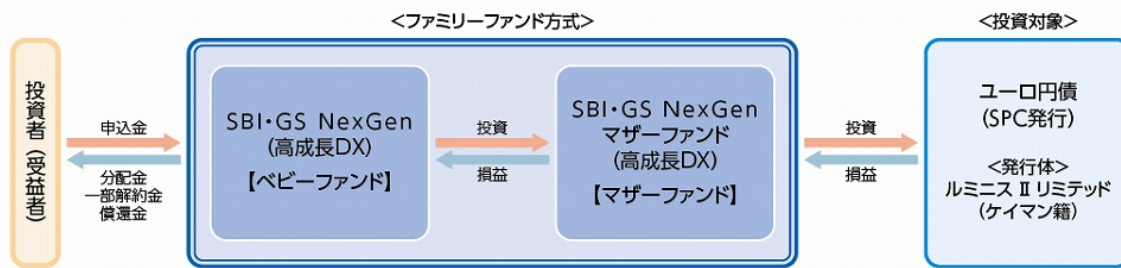 <ファミリーファンド方式>
<投資対象>
投資者（受益者）
申込金
分配金
一部解約金
償還金
SBI・GS NexGen
(高成長DX)
【ベビーファンド】
投資
損益
SBI・GS NexGen
マザーファンド
(高成長DX)
【マザーファンド】
投資
損益
ユーロ円債
(SPC発行)
<発行体>
ルミニス Ⅱ リミテッド
(ケイマン籍)